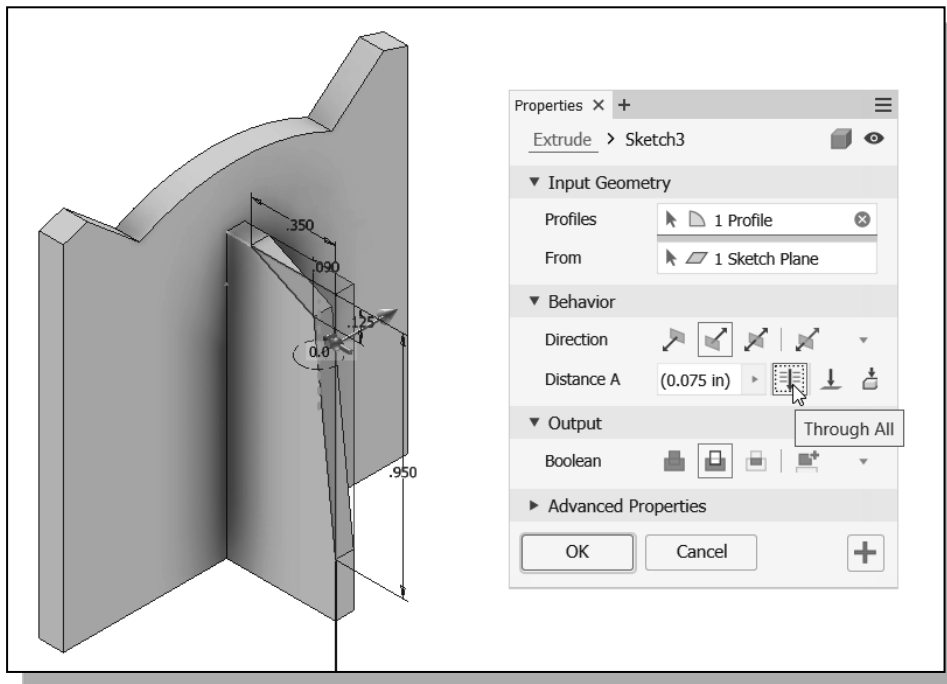 .350
.090
.125
0.0
.950
Properties × +
Extrude > Sketch3
Input Geometry
Profiles 1 Profile
From 1 Sketch Plane
Behavior
Direction
Distance A (0.075 in)
Through All
Output
Boolean
Advanced Properties
OK Cancel